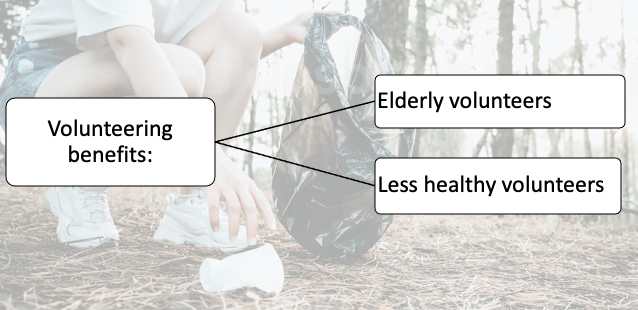 Volunteering
benefits:
Elderly volunteers
Less healthy volunteers